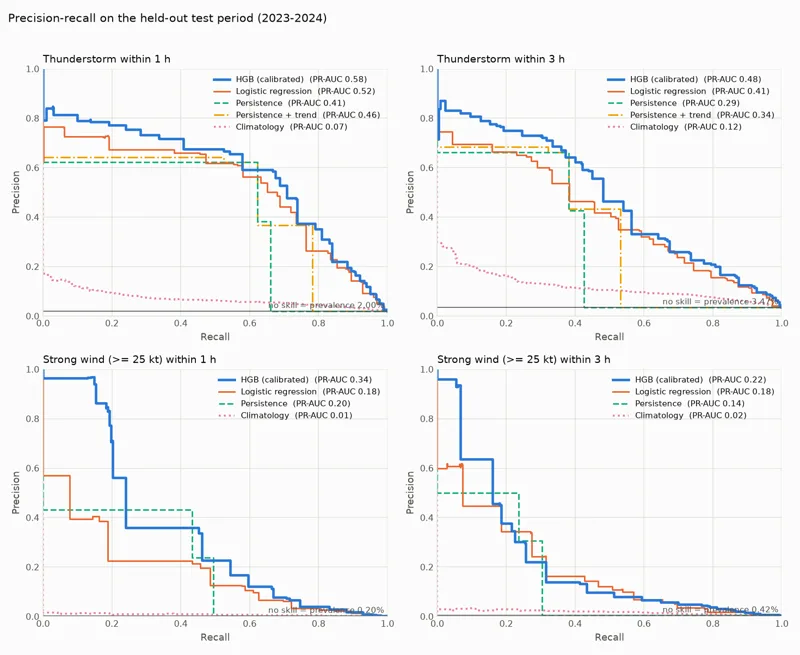 Precision-recall on the held-out test period (2023-2024)
Thunderstorm within 1 h
HGB (calibrated) (PR-AUC 0.58)
Logistic regression (PR-AUC 0.52)
Persistence (PR-AUC 0.41)
Persistence + trend (PR-AUC 0.46)
Climatology (PR-AUC 0.07)
1.0
0.8
0.6
0.4
0.2
0.0
Precision
no skill = prevalence 2.00%
0.0 0.2 0.4 0.6 0.8 1.0
Recall
Thunderstorm within 3 h
HGB (calibrated) (PR-AUC 0.48)
Logistic regression (PR-AUC 0.41)
Persistence (PR-AUC 0.29)
Persistence + trend (PR-AUC 0.34)
Climatology (PR-AUC 0.12)
1.0
0.8
0.6
0.4
0.2
0.0
Precision
no skill = prevalence 3.47%
0.0 0.2 0.4 0.6 0.8 1.0
Recall
Strong wind (>= 25 kt) within 1 h
HGB (calibrated) (PR-AUC 0.34)
Logistic regression (PR-AUC 0.18)
Persistence (PR-AUC 0.20)
Climatology (PR-AUC 0.01)
1.0
0.8
0.6
0.4
0.2
0.0
Precision
no skill = prevalence 0.20%
0.0 0.2 0.4 0.6 0.8 1.0
Recall
Strong wind (>= 25 kt) within 3 h
HGB (calibrated) (PR-AUC 0.22)
Logistic regression (PR-AUC 0.18)
Persistence (PR-AUC 0.14)
Climatology (PR-AUC 0.02)
1.0
0.8
0.6
0.4
0.2
0.0
Precision
no skill = prevalence 0.42%
0.0 0.2 0.4 0.6 0.8 1.0
Recall